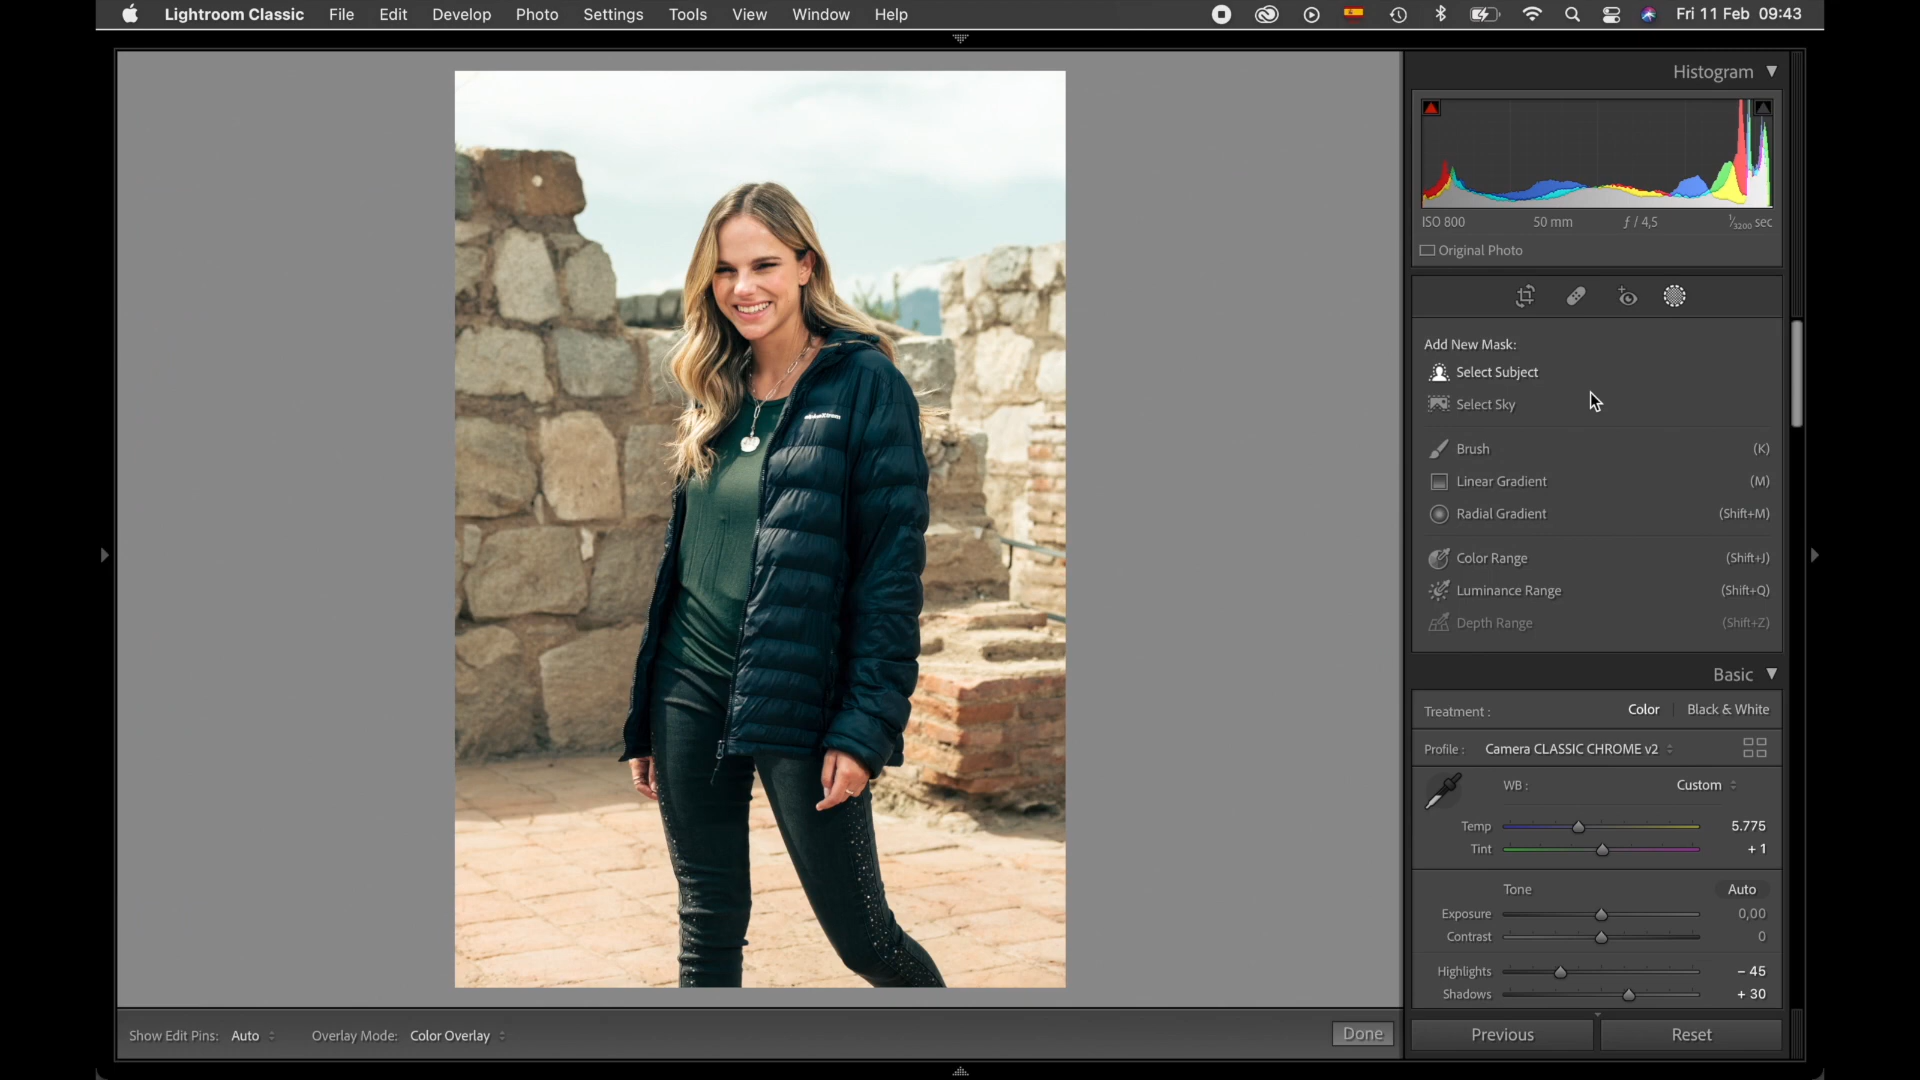 Lightroom Classic File Edit Develop Photo Settings Tools View Window Help Fri 11 Feb 09:43
Histogram
ISO 800 50 mm ƒ / 4,5 1/3200 sec
Original Photo
Add New Mask:
Select Subject
Select Sky
Brush (K)
Linear Gradient (M)
Radial Gradient (Shift+M)
Color Range (Shift+J)
Luminance Range (Shift+Q)
Depth Range (Shift+Z)
Basic
Treatment : Color Black & White
Profile : Camera CLASSIC CHROME v2
WB : Custom
Temp 5.775
Tint + 1
Tone Auto
Exposure 0,00
Contrast 0
Highlights – 45
Shadows + 30
Show Edit Pins: Auto Overlay Mode: Color Overlay Done
Previous Reset